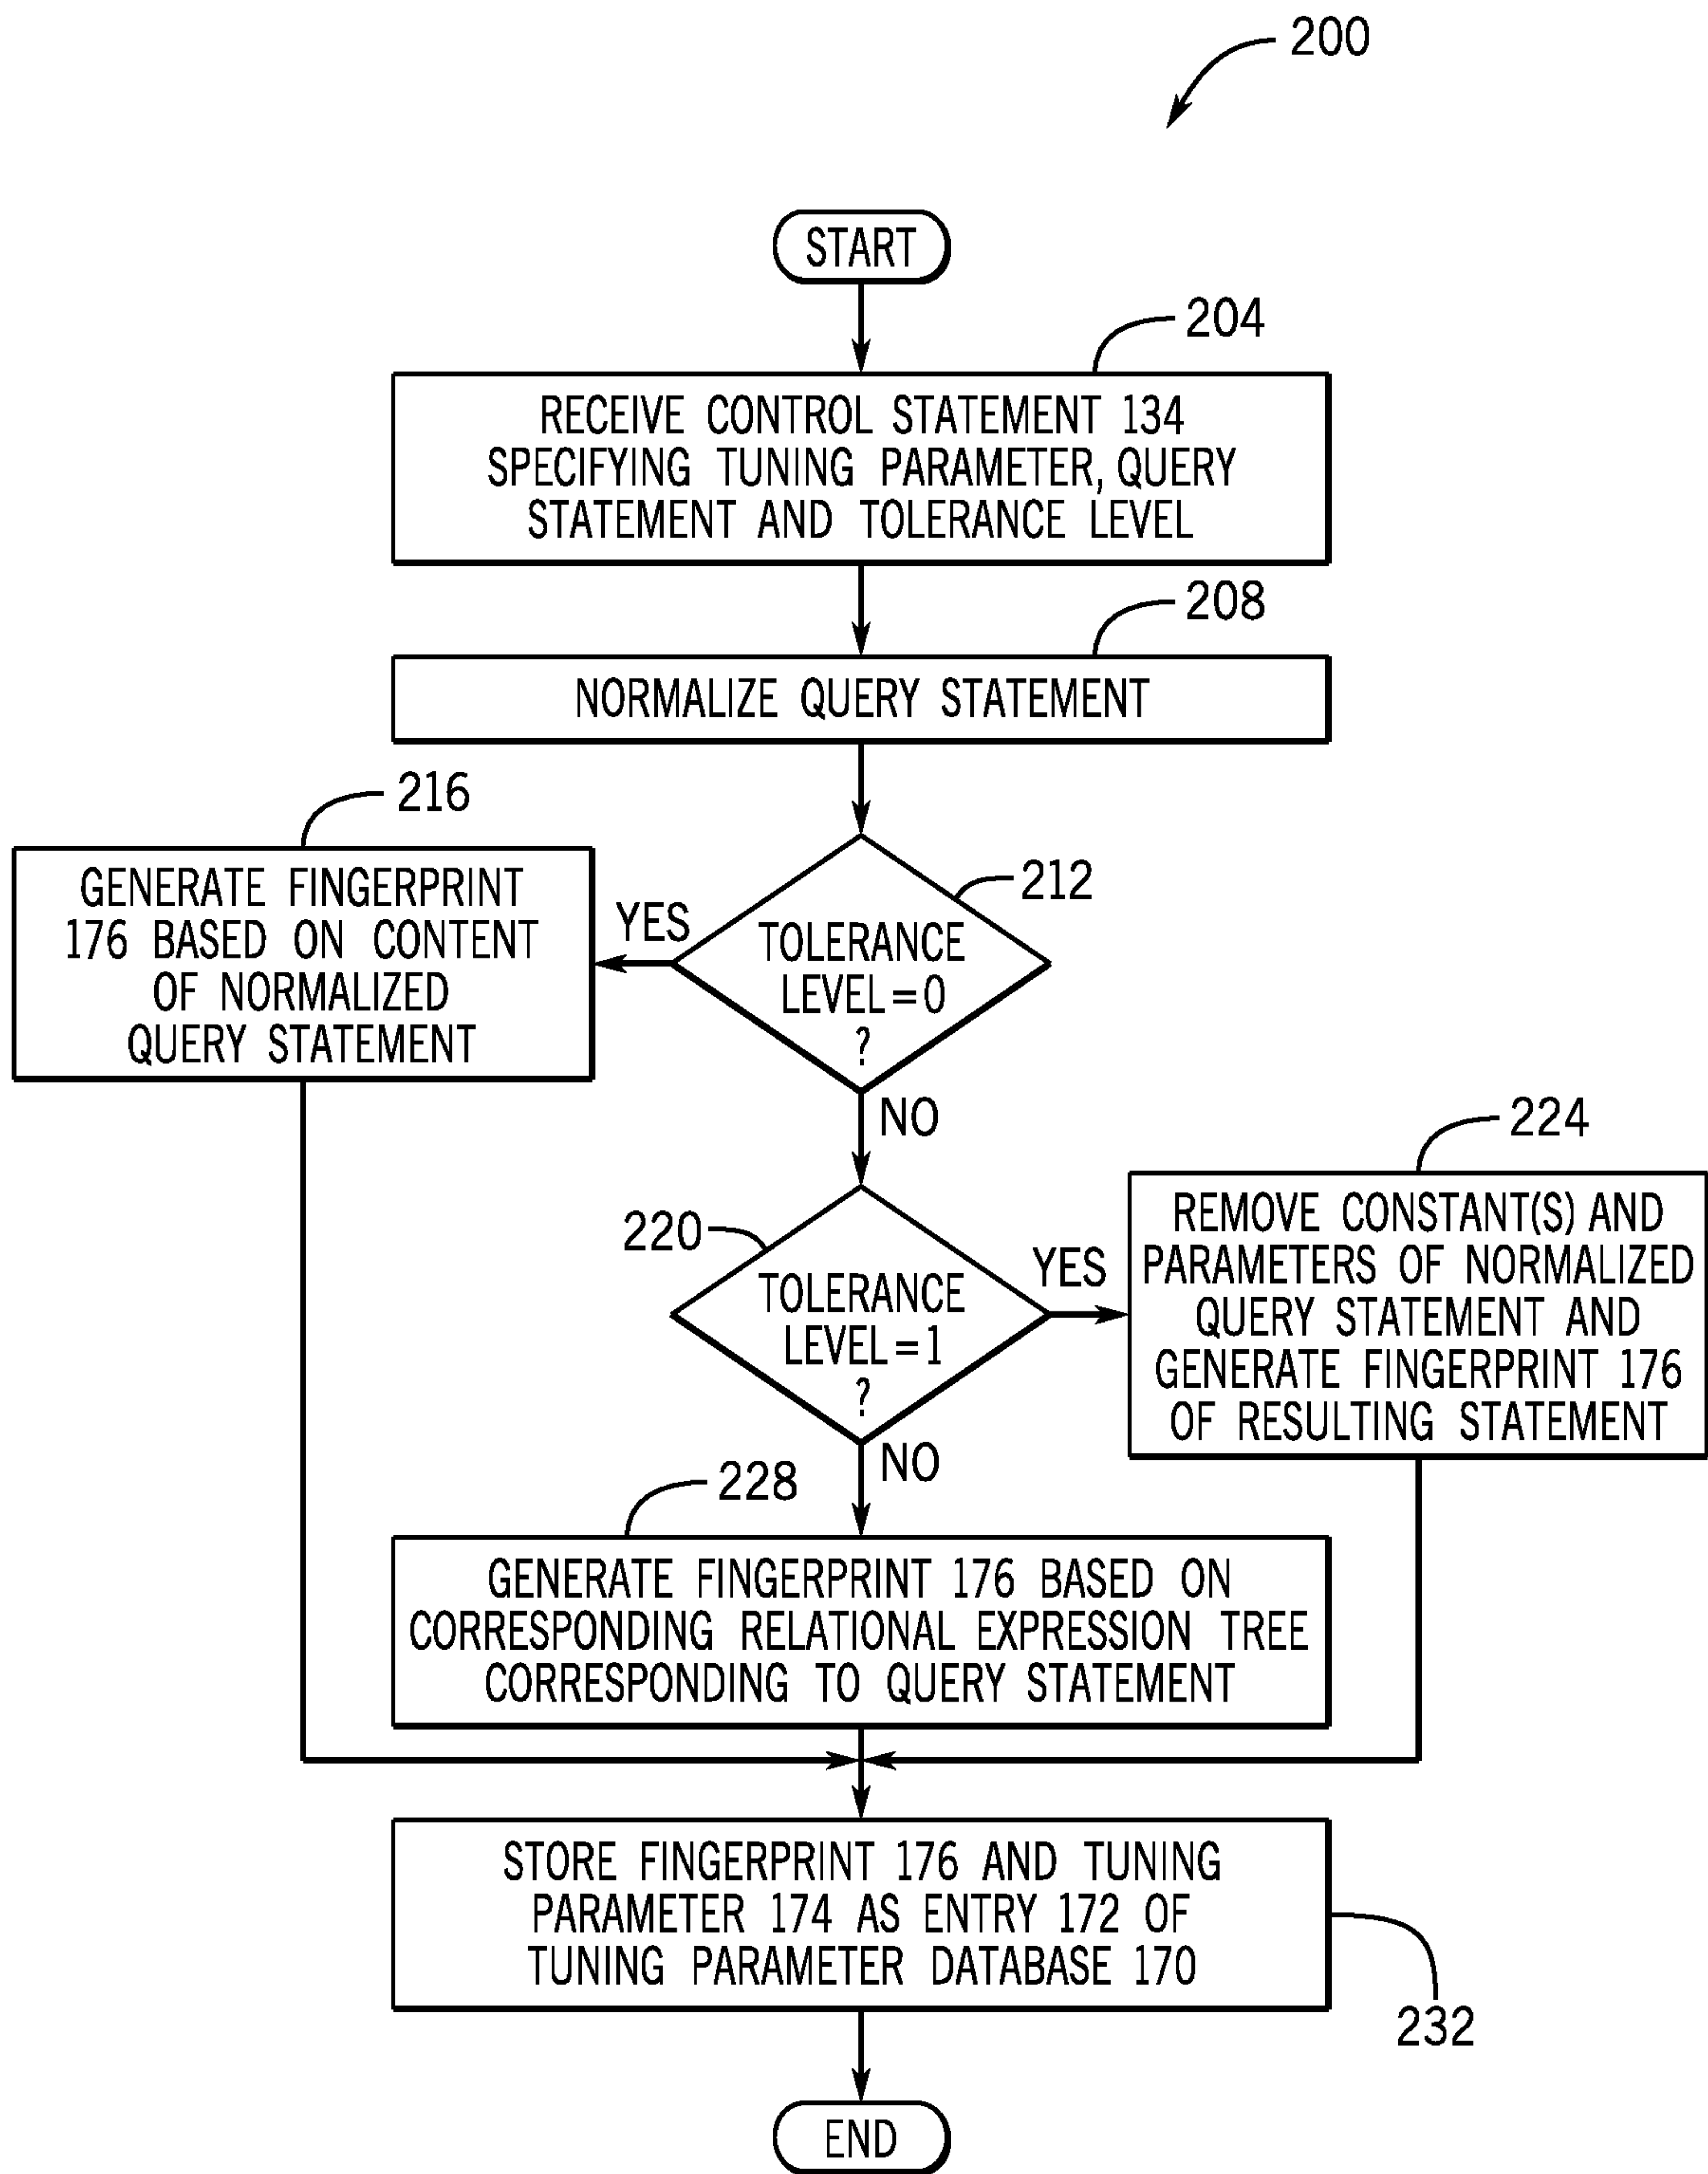 200
START
204
RECEIVE CONTROL STATEMENT 134
SPECIFYING TUNING PARAMETER, QUERY
STATEMENT AND TOLERANCE LEVEL
208
NORMALIZE QUERY STATEMENT
216
GENERATE FINGERPRINT
176 BASED ON CONTENT
OF NORMALIZED
QUERY STATEMENT
YES
212
TOLERANCE
LEVEL=0
?
NO
220
TOLERANCE
LEVEL=1
?
YES
224
REMOVE CONSTANT(S) AND
PARAMETERS OF NORMALIZED
QUERY STATEMENT AND
GENERATE FINGERPRINT 176
OF RESULTING STATEMENT
NO
228
GENERATE FINGERPRINT 176 BASED ON
CORRESPONDING RELATIONAL EXPRESSION TREE
CORRESPONDING TO QUERY STATEMENT
STORE FINGERPRINT 176 AND TUNING
PARAMETER 174 AS ENTRY 172 OF
TUNING PARAMETER DATABASE 170
232
END